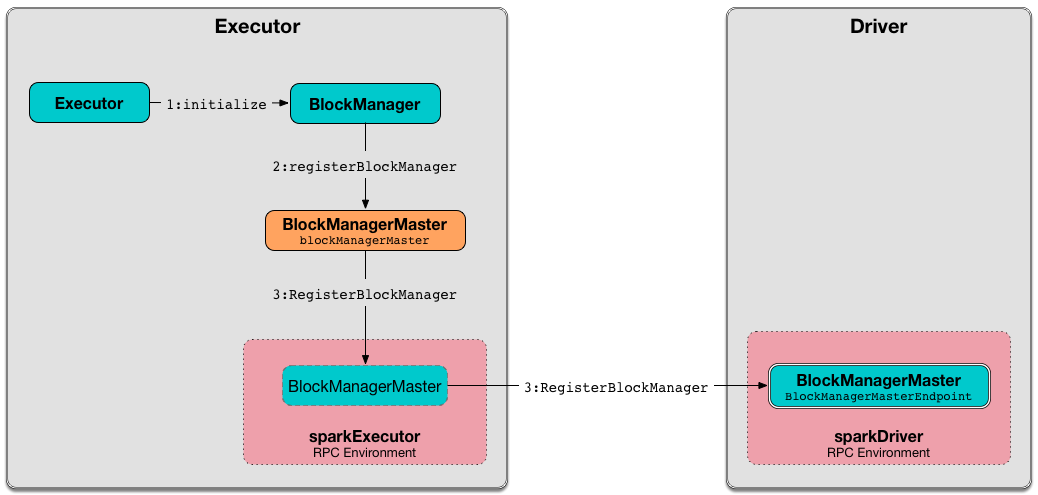 Executor
Driver
Executor
1:initialize
BlockManager
2:registerBlockManager
BlockManagerMaster
blockManagerMaster
3:RegisterBlockManager
BlockManagerMaster
3:RegisterBlockManager
BlockManagerMaster
BlockManagerMasterEndpoint
sparkExecutor
RPC Environment
sparkDriver
RPC Environment